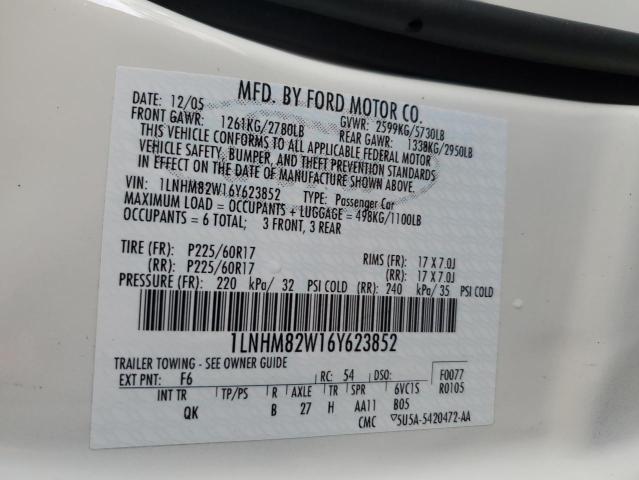 MFD. BY FORD MOTOR CO.
DATE: 12/05 GVWR: 2599KG/5730LB
FRONT GAWR: 1261KG/2780LB REAR GAWR: 1338KG/2950LB
THIS VEHICLE CONFORMS TO ALL APPLICABLE FEDERAL MOTOR
VEHICLE SAFETY, BUMPER, AND THEFT PREVENTION STANDARDS
IN EFFECT ON THE DATE OF MANUFACTURE SHOWN ABOVE.
VIN: 1LNHM82W16Y623852 TYPE: Passenger Car
MAXIMUM LOAD = OCCUPANTS + LUGGAGE = 498KG/1100LB
OCCUPANTS = 6 TOTAL; 3 FRONT, 3 REAR
TIRE (FR): P225/60R17 RIMS (FR): 17 X 7.0J
(RR): P225/60R17 (RR): 17 X 7.0J
PRESSURE (FR): 220 kPa/ 32 PSI COLD (RR): 240 kPa/ 35 PSI COLD
1LNHM82W16Y623852
TRAILER TOWING - SEE OWNER GUIDE
EXT PNT: F6 RC: 54 DSO: F0077
INT TR TP/PS R AXLE TR SPR 6VC1S R0105
QK B 27 H AA11 B05
CMC 5U5A-5420472-AA